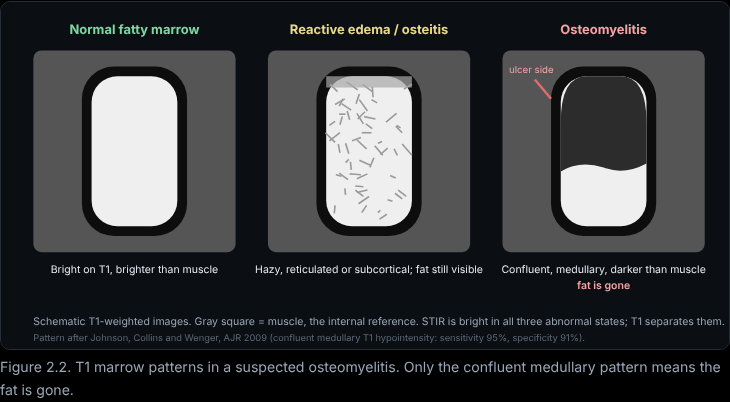 Normal fatty marrow
Reactive edema / osteitis
Osteomyelitis
ulcer side
Bright on T1, brighter than muscle
Hazy, reticulated or subcortical; fat still visible
Confluent, medullary, darker than muscle
fat is gone
Schematic T1-weighted images. Gray square = muscle, the internal reference. STIR is bright in all three abnormal states; T1 separates them.
Pattern after Johnson, Collins and Wenger, AJR 2009 (confluent medullary T1 hypointensity: sensitivity 95%, specificity 91%).
Figure 2.2. T1 marrow patterns in a suspected osteomyelitis. Only the confluent medullary pattern means the
fat is gone.